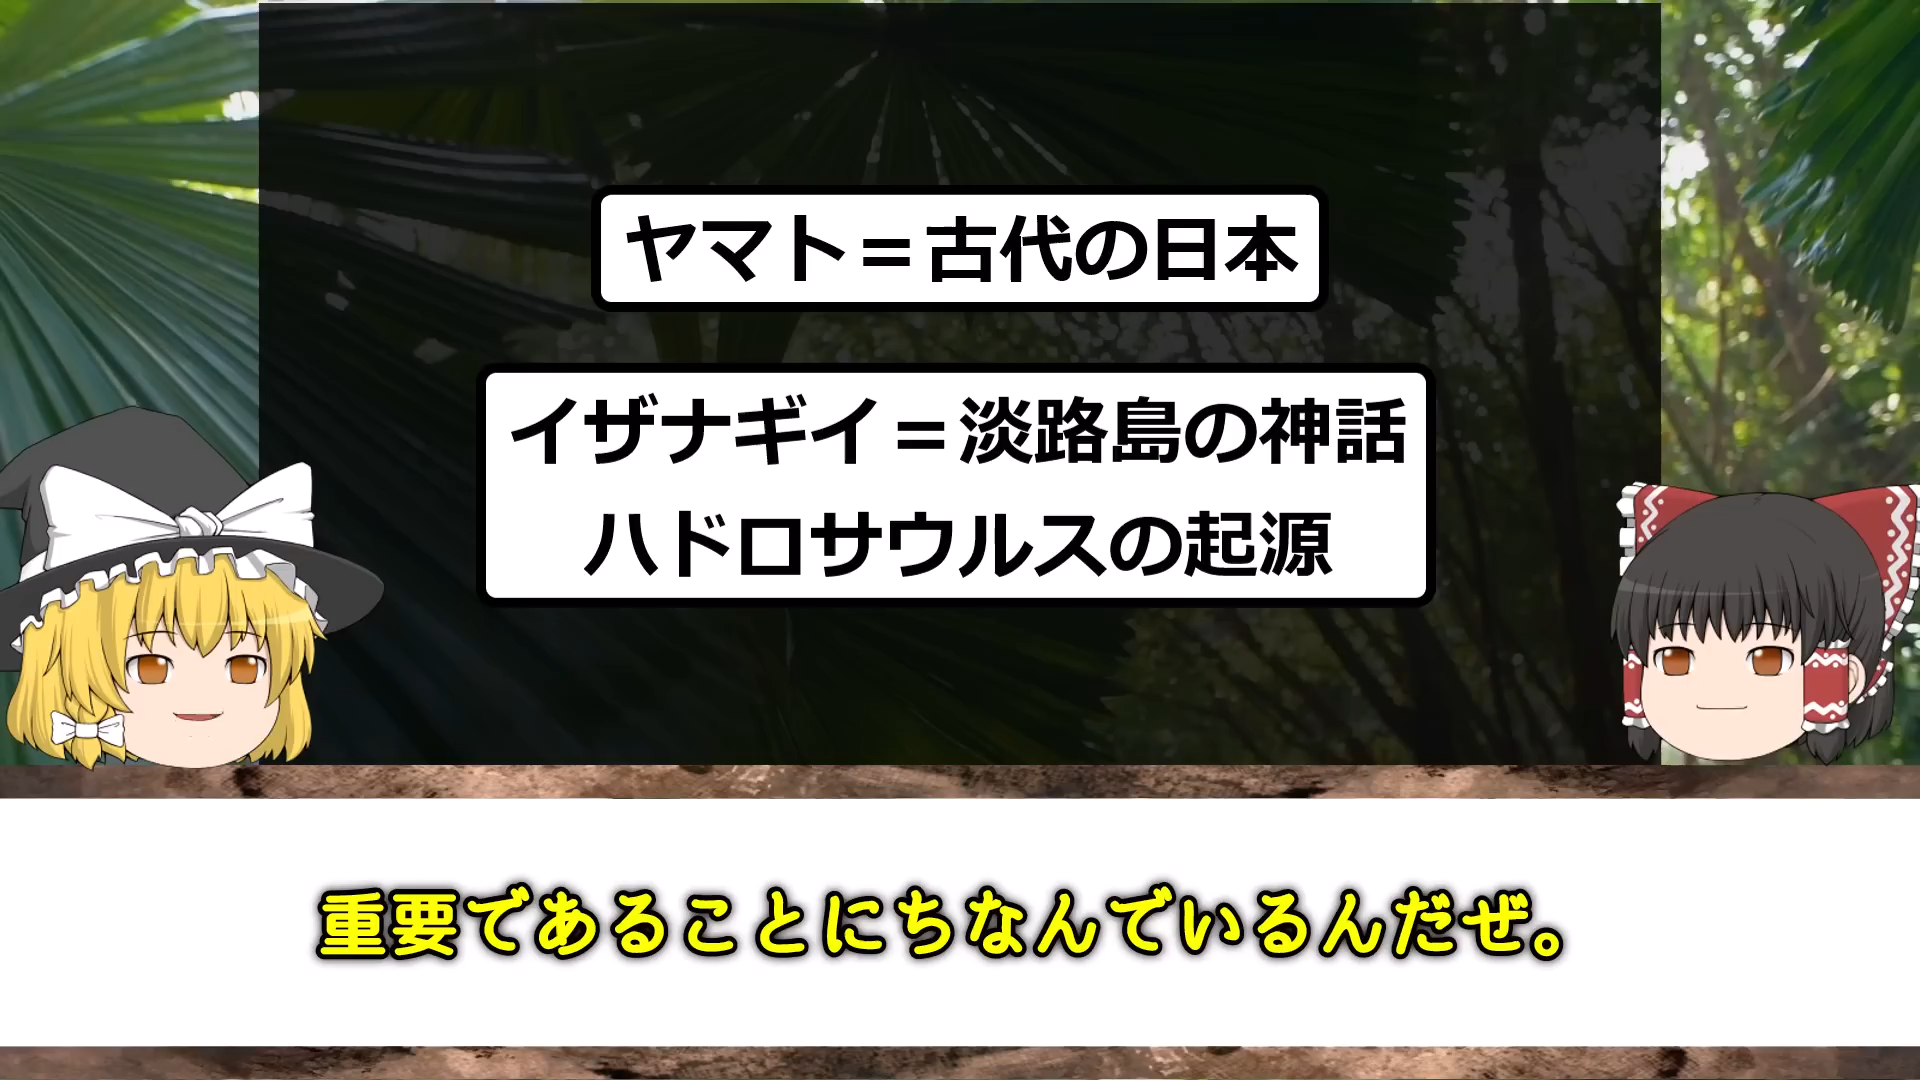 ヤマト＝古代の日本
イザナギイ＝淡路島の神話
ハドロサウルスの起源
重要であることにちなんでいるんだぜ。